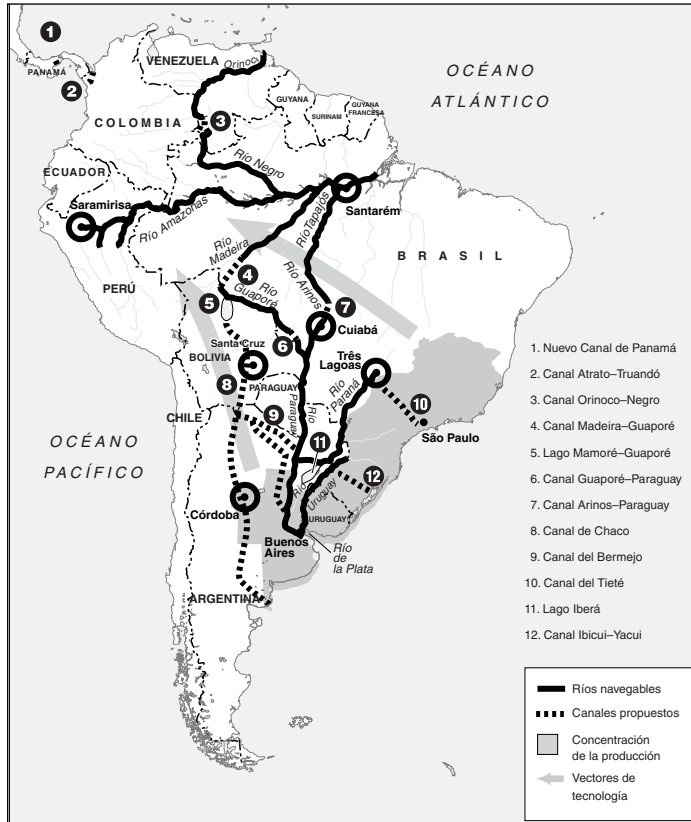 1
PANAMÁ
2
VENEZUELA
Orinoco
GUYANA
SURINAM
GUYANA
FRANCESA
OCÉANO
ATLÁNTICO
COLOMBIA
3
ECUADOR
Río Negro
Saramirisa
Río Amazonas
Santarém
Río Tapajós
Río
Madeira
BRASIL
PERÚ
4
Río
Guaporé
Río Arinos
5
7
Cuiabá
6
Santa Cruz
BOLIVIA
Três
Lagoas
8
PARAGUAY
Río
Paraguay
Río
Paraná
10
São Paulo
CHILE
9
11
OCÉANO
PACÍFICO
12
Río
Uruguay
Córdoba
URUGUAY
Buenos
Aires
Río
de
la Plata
ARGENTINA
1. Nuevo Canal de Panamá
2. Canal Atrato–Truandó
3. Canal Orinoco–Negro
4. Canal Madeira–Guaporé
5. Lago Mamoré–Guaporé
6. Canal Guaporé–Paraguay
7. Canal Arinos–Paraguay
8. Canal de Chaco
9. Canal del Bermejo
10. Canal del Tieté
11. Lago Iberá
12. Canal Ibicui–Yacui
Ríos navegables
Canales propuestos
Concentración
de la producción
Vectores de
tecnología